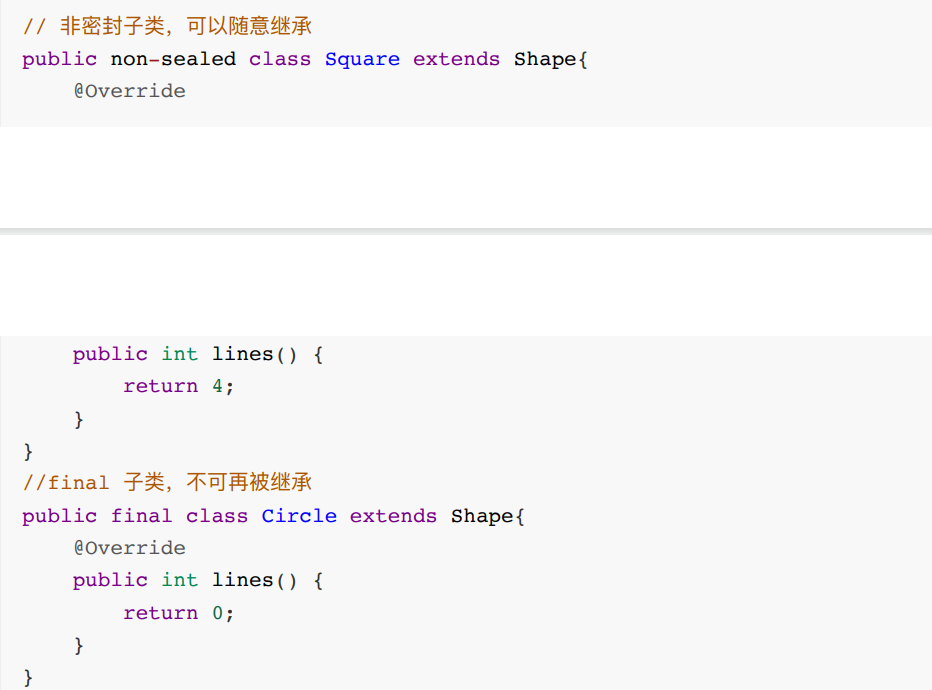 // 非密封子类，可以随意继承
public non-sealed class Square extends Shape{
    @Override
    public int lines() {
        return 4;
    }
}
//final 子类，不可再被继承
public final class Circle extends Shape{
    @Override
    public int lines() {
        return 0;
    }
}